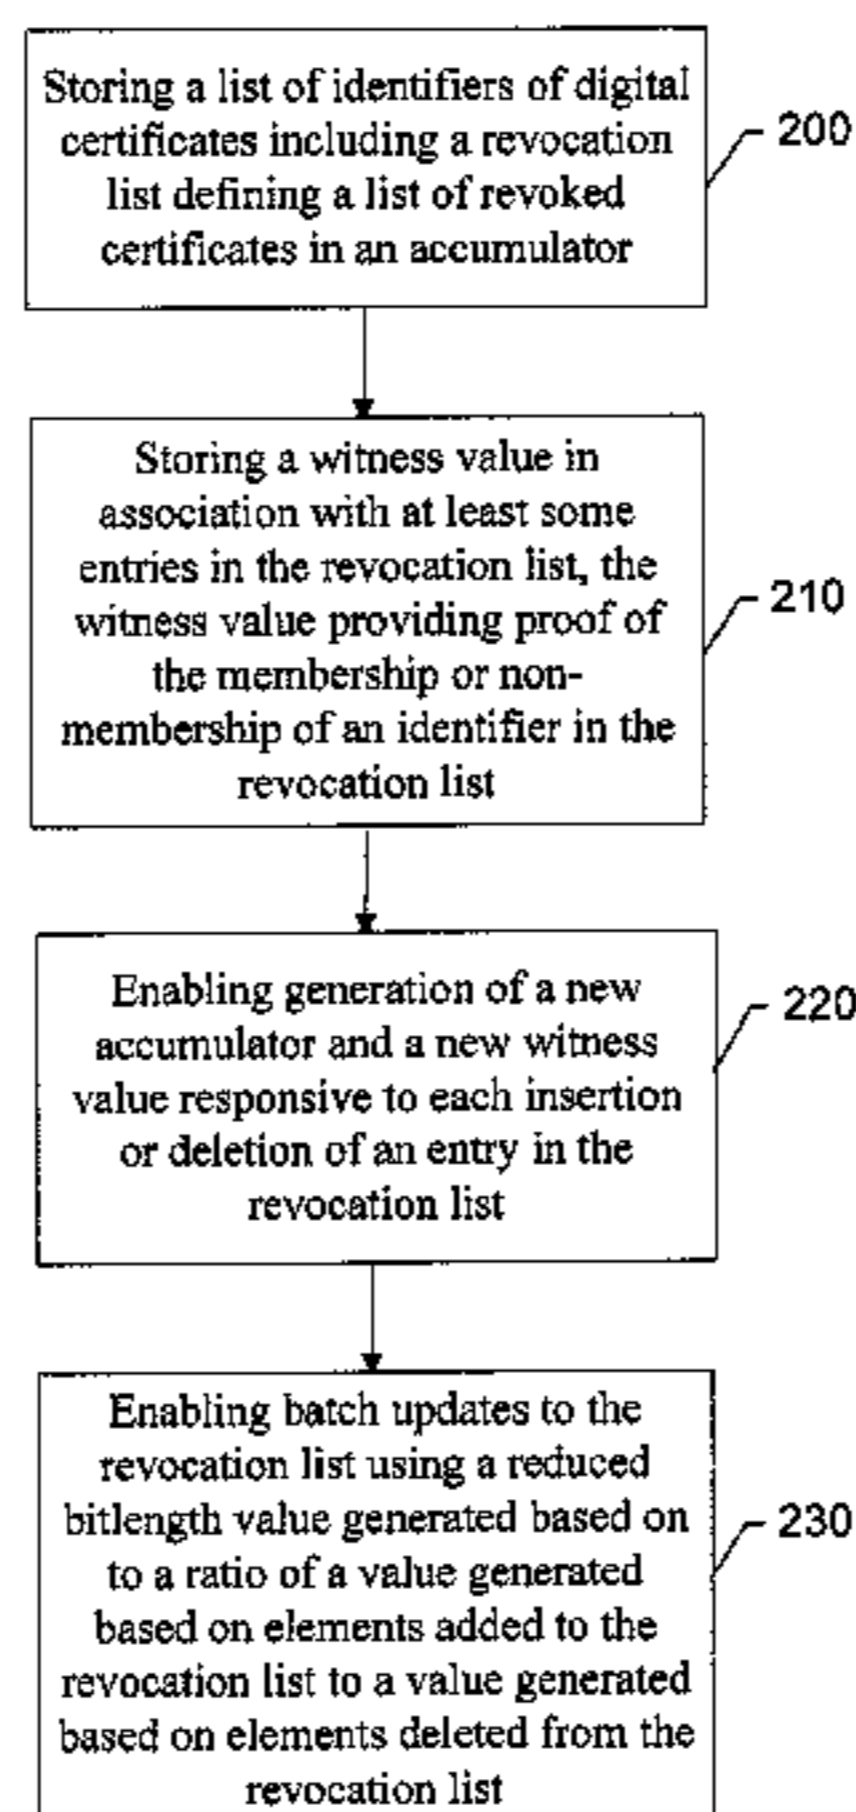 Storing a list of identifiers of digital
certificates including a revocation
list defining a list of revoked
certificates in an accumulator
200
Storing a witness value in
association with at least some
entries in the revocation list, the
witness value providing proof of
the membership or non-
membership of an identifier in the
revocation list
210
Enabling generation of a new
accumulator and a new witness
value responsive to each insertion
or deletion of an entry in the
revocation list
220
Enabling batch updates to the
revocation list using a reduced
bitlength value generated based on
to a ratio of a value generated
based on elements added to the
revocation list to a value generated
based on elements deleted from the
revocation list
230